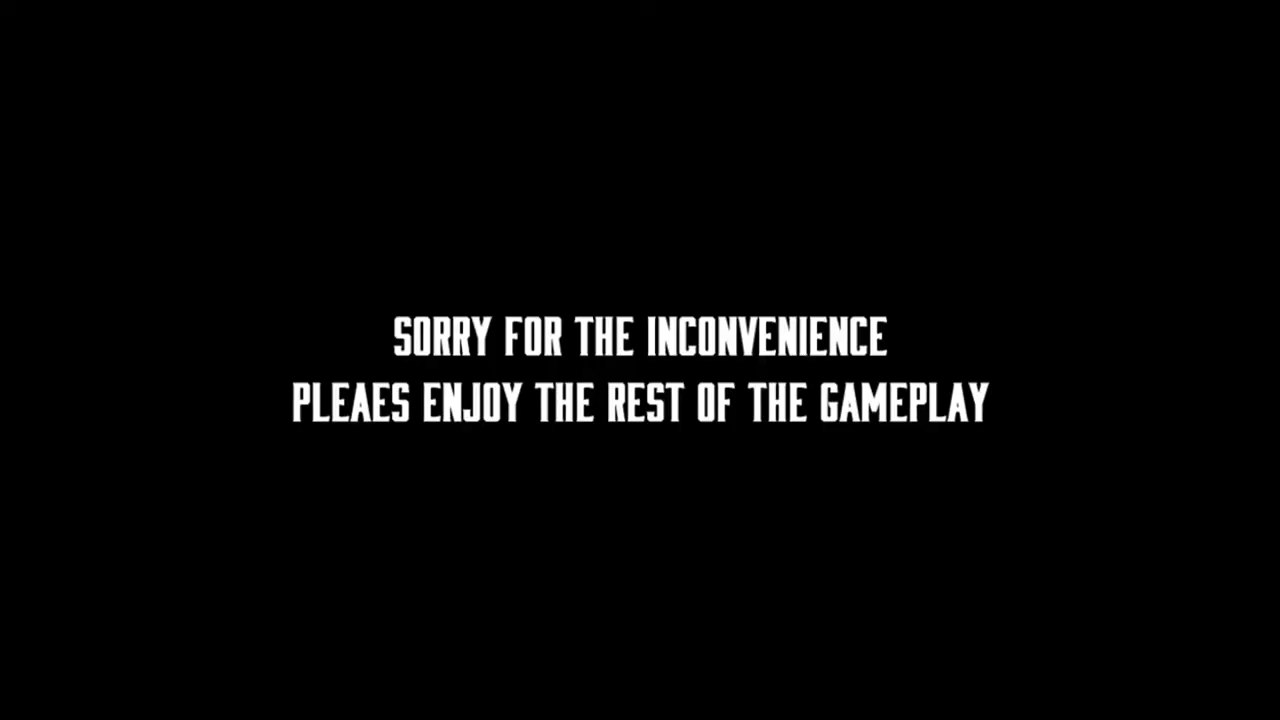 SORRY FOR THE INCONVENIENCE
PLEAES ENJOY THE REST OF THE GAMEPLAY